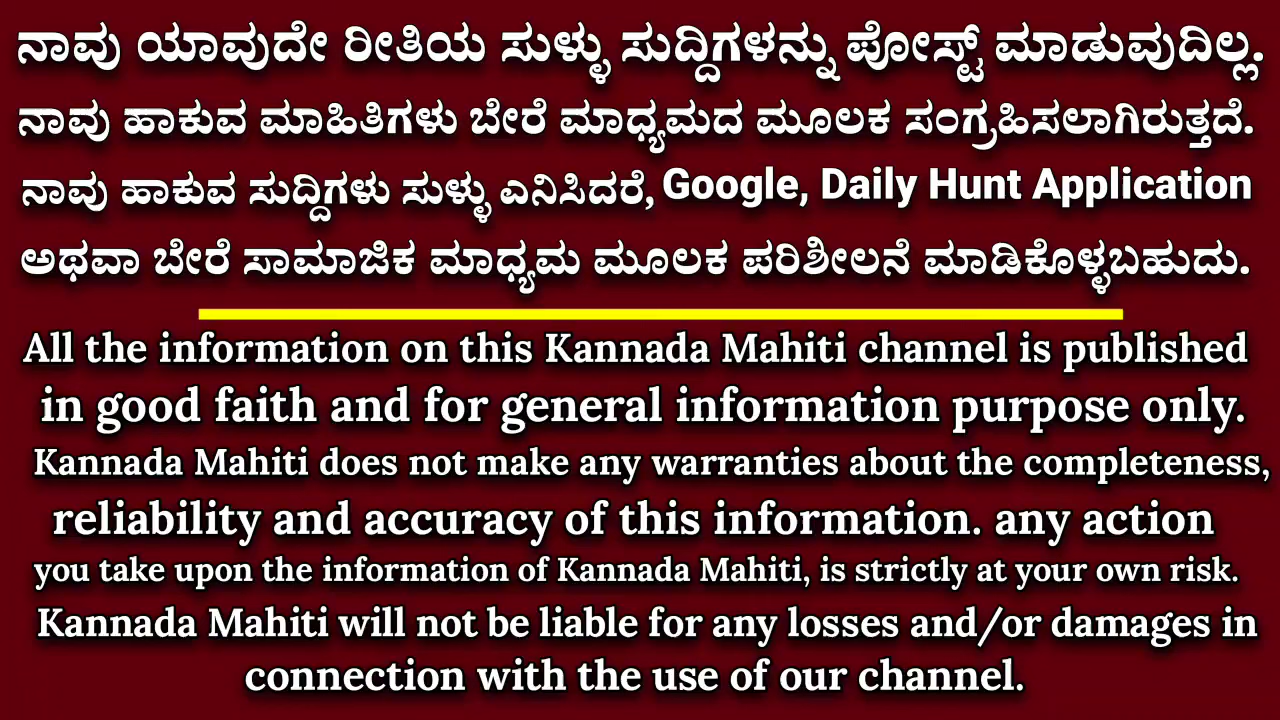 ನಾವು ಯಾವುದೇ ರೀತಿಯ ಸುಳ್ಳು ಸುದ್ದಿಗಳನ್ನು ಪೋಸ್ಟ್ ಮಾಡುವುದಿಲ್ಲ.
ನಾವು ಹಾಕುವ ಮಾಹಿತಿಗಳು ಬೇರೆ ಮಾಧ್ಯಮದ ಮೂಲಕ ಸಂಗ್ರಹಿಸಲಾಗಿರುತ್ತದೆ.
ನಾವು ಹಾಕುವ ಸುದ್ದಿಗಳು ಸುಳ್ಳು ಎನಿಸಿದರೆ, Google, Daily Hunt Application
ಅಥವಾ ಬೇರೆ ಸಾಮಾಜಿಕ ಮಾಧ್ಯಮ ಮೂಲಕ ಪರಿಶೀಲನೆ ಮಾಡಿಕೊಳ್ಳಬಹುದು.
All the information on this Kannada Mahiti channel is published
in good faith and for general information purpose only.
Kannada Mahiti does not make any warranties about the completeness,
reliability and accuracy of this information. any action
you take upon the information of Kannada Mahiti, is strictly at your own risk.
Kannada Mahiti will not be liable for any losses and/or damages in
connection with the use of our channel.